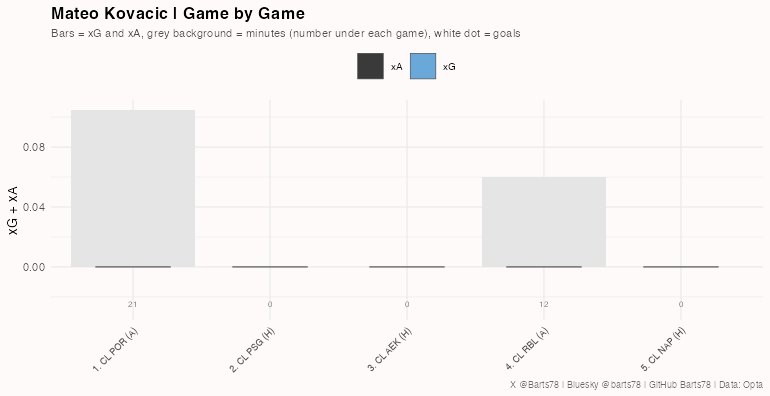 Mateo Kovacic | Game by Game
Bars = xG and xA, grey background = minutes (number under each game), white dot = goals
xA xG
xG + xA
0.08
0.04
0.00
21 0 0 12 0
1. CL POR (A) 2. CL PSG (H) 3. CL AEK (H) 4. CL RBL (A) 5. CL NAP (H)
X @Barts78 | Bluesky @barts78 | GitHub Barts78 | Data: Opta